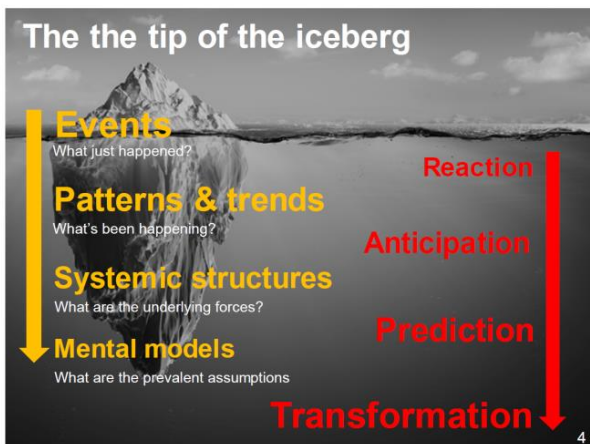 The the tip of the iceberg
Events
What just happened?
Patterns & trends
What's been happening?
Systemic structures
What are the underlying forces?
Mental models
What are the prevalent assumptions
Reaction
Anticipation
Prediction
Transformation
4